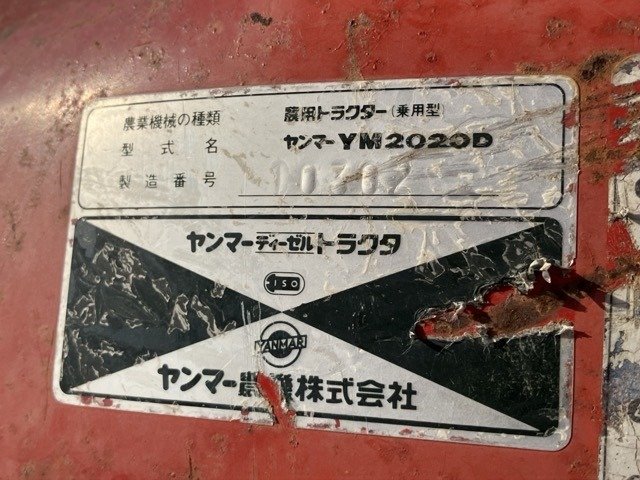 農業機械の種類 農用トラクター(乗用型)
型式名 ヤンマーYM2020D
製造番号 10362
ヤンマーディーゼルトラクタ
ISO
YANMAR
ヤンマー農機株式会社